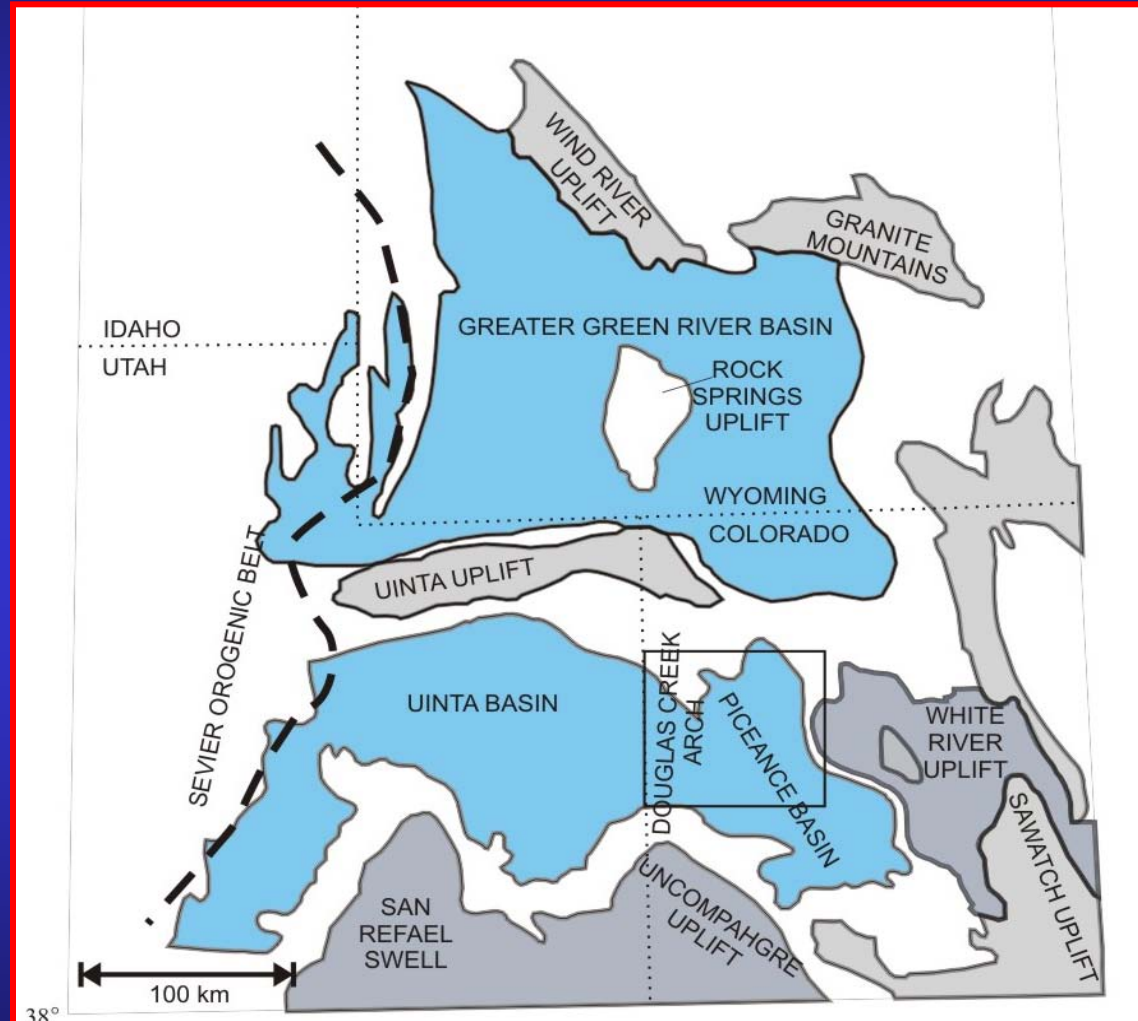 WIND RIVER
UPLIFT
GRANITE
MOUNTAINS
IDAHO
UTAH
GREATER GREEN RIVER BASIN
ROCK
SPRINGS
UPLIFT
WYOMING
COLORADO
SEVIER OROGENIC BELT
UINTA UPLIFT
UINTA BASIN
DOUGLAS CREEK
ARCH
PICEANCE BASIN
WHITE
RIVER
UPLIFT
SAWATCH UPLIFT
SAN
REFAEL
SWELL
UNCOMPAHGRE
UPLIFT
100 km
38°